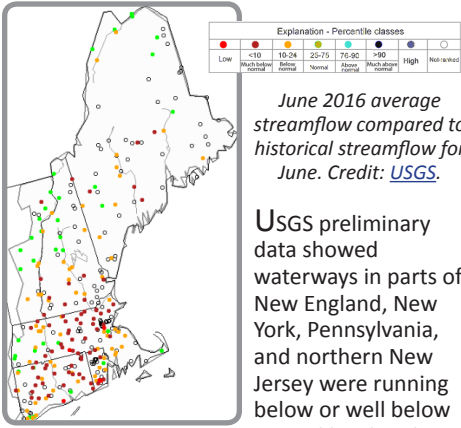 Explanation - Percentile classes
Low
<10
10-24
25-75
76-90
>90
High
Not-ranked
Much below normal
Below normal
Normal
Above normal
Much above normal
June 2016 average
streamflow compared to
historical streamflow for
June. Credit: USGS.
USGS preliminary
data showed
waterways in parts of
New England, New
York, Pennsylvania,
and northern New
Jersey were running
below or well below